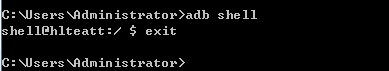 C:\Users\Administrator>adb shell
shell@hlteatt:/ $ exit
C:\Users\Administrator>